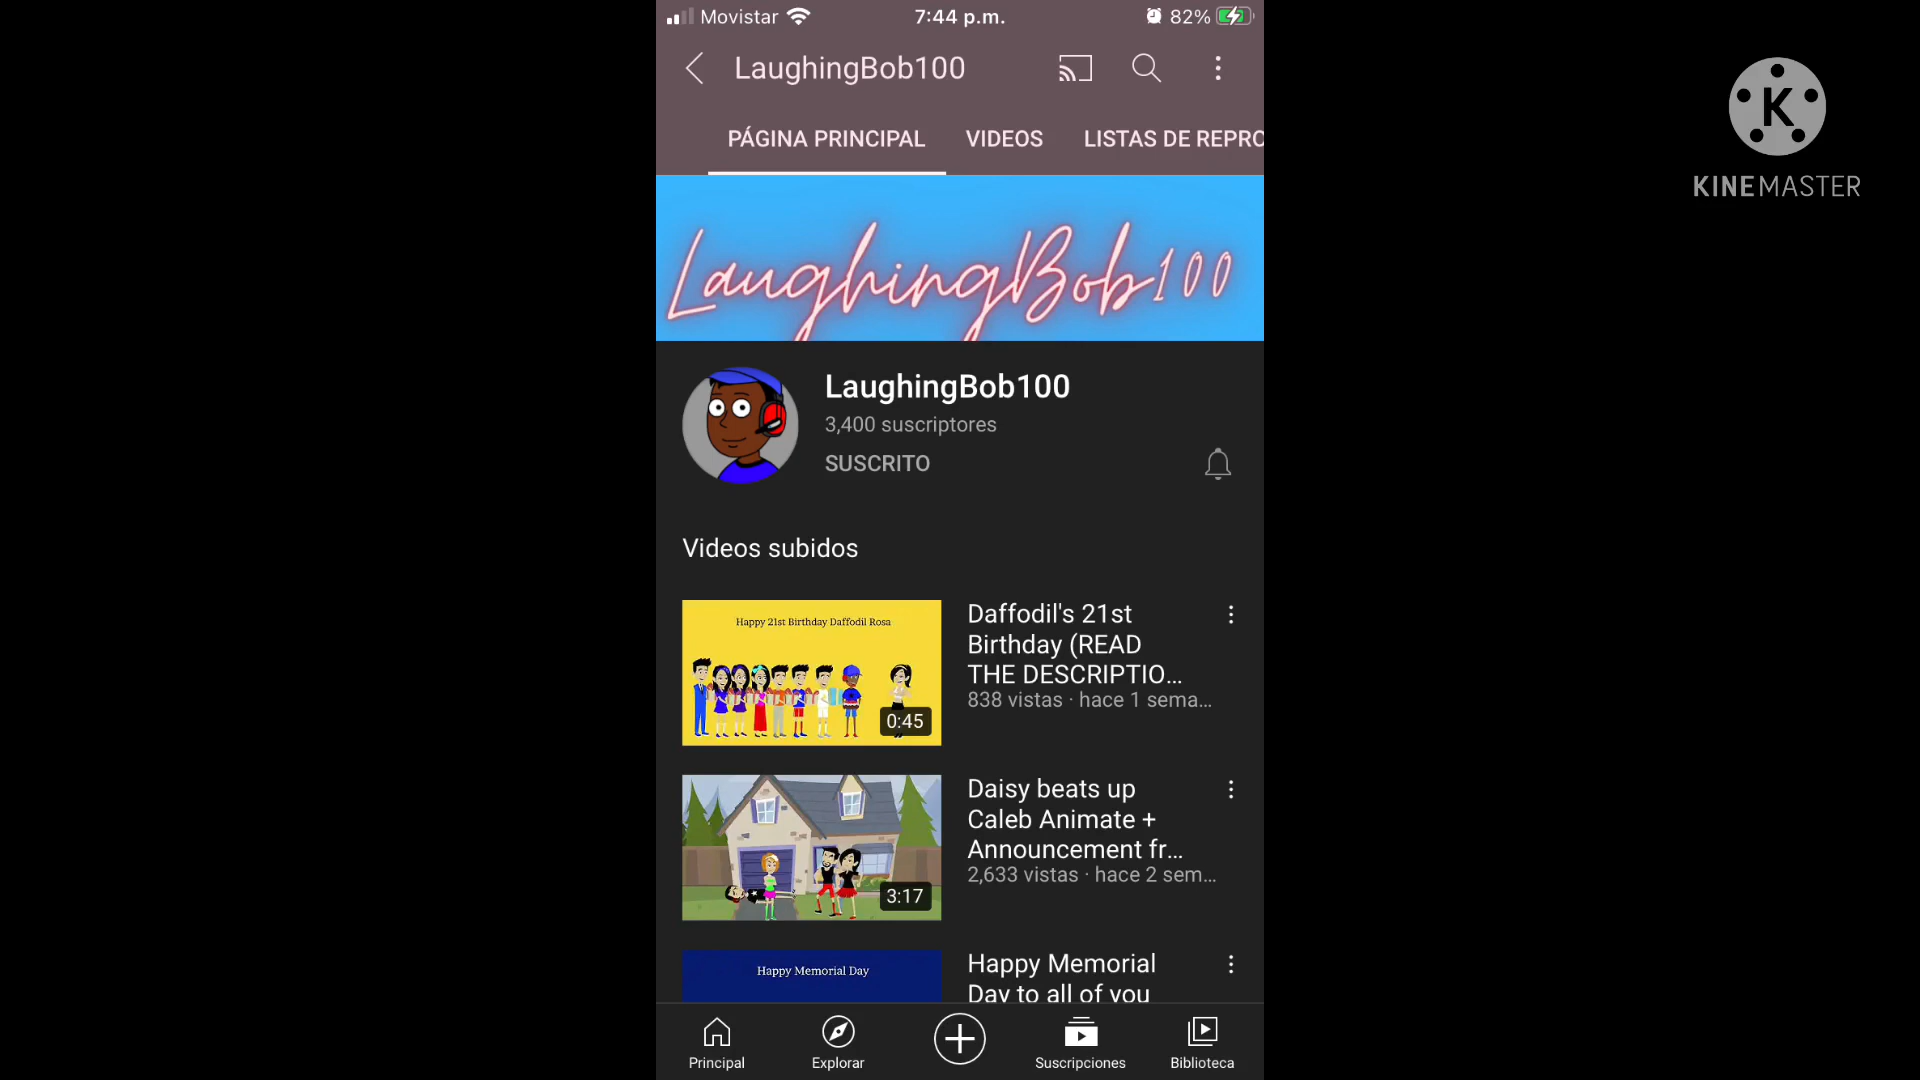 Movistar 7:44 p.m. 82%
LaughingBob100
PÁGINA PRINCIPAL VIDEOS LISTAS DE REPRO
K
KINEMASTER
LaughingBob100
LaughingBob100
3,400 suscriptores
SUSCRITO
Videos subidos
Happy 21st Birthday Daffodil Rosa
0:45
Daffodil's 21st
Birthday (READ
THE DESCRIPTIO...
838 vistas · hace 1 sema...
3:17
Daisy beats up
Caleb Animate +
Announcement fr...
2,633 vistas · hace 2 sem...
Happy Memorial Day
Happy Memorial
Day to all of you
Principal Explorar Suscripciones Biblioteca